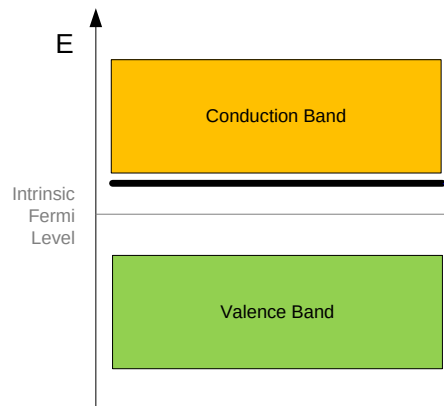 E
Conduction Band
Intrinsic
Fermi
Level
Valence Band